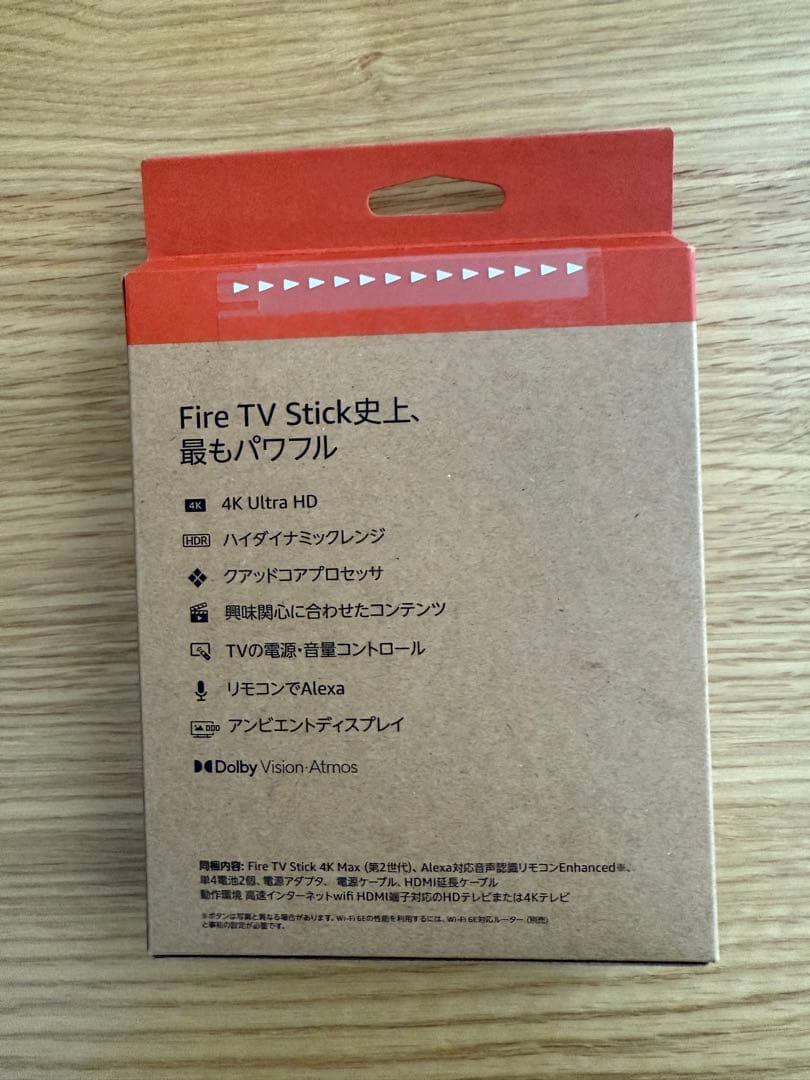 Fire TV Stick史上、
最もパワフル
4K 4K Ultra HD
HDR ハイダイナミックレンジ
クアッドコアプロセッサ
興味関心に合わせたコンテンツ
TVの電源・音量コントロール
リモコンでAlexa
アンビエントディスプレイ
Dolby Vision·Atmos
同梱内容: Fire TV Stick 4K Max (第2世代)、Alexa対応音声認識リモコンEnhanced※、
単4電池2個、電源アダプタ、電源ケーブル、HDMI延長ケーブル
動作環境 高速インターネットwifi HDMI端子対応のHDテレビまたは4Kテレビ
※ボタンは写真と異なる場合があります。Wi-Fi 6Eの性能を利用するには、Wi-Fi 6E対応ルーター (別売)
と事前の設定が必要です。